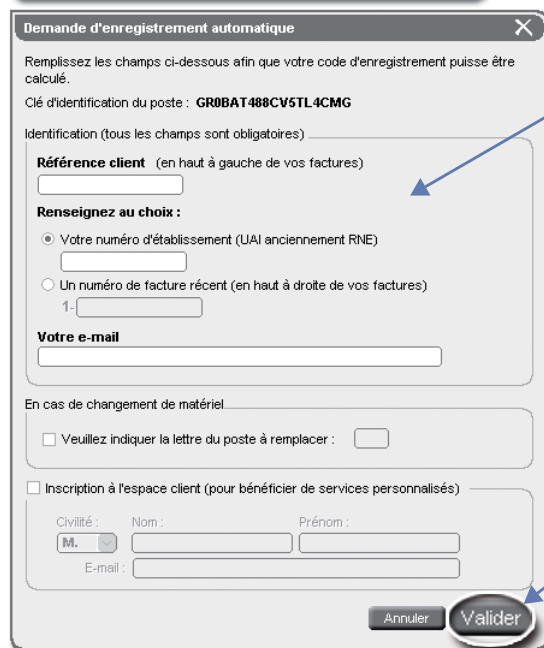 Demande d'enregistrement automatique
Remplissez les champs ci-dessous afin que votre code d'enregistrement puisse être
calculé.
Clé d'identification du poste : GR0BAT488CV5TL4CMG
Identification (tous les champs sont obligatoires)
Référence client (en haut à gauche de vos factures)
Renseignez au choix :
Votre numéro d'établissement (UAI anciennement RNE)
Un numéro de facture récent (en haut à droite de vos factures)
1-
Votre e-mail
En cas de changement de matériel
Veuillez indiquer la lettre du poste à remplacer :
Inscription à l'espace client (pour bénéficier de services personnalisés)
Civilité : Nom : Prénom :
M.
E-mail :
Annuler Valider